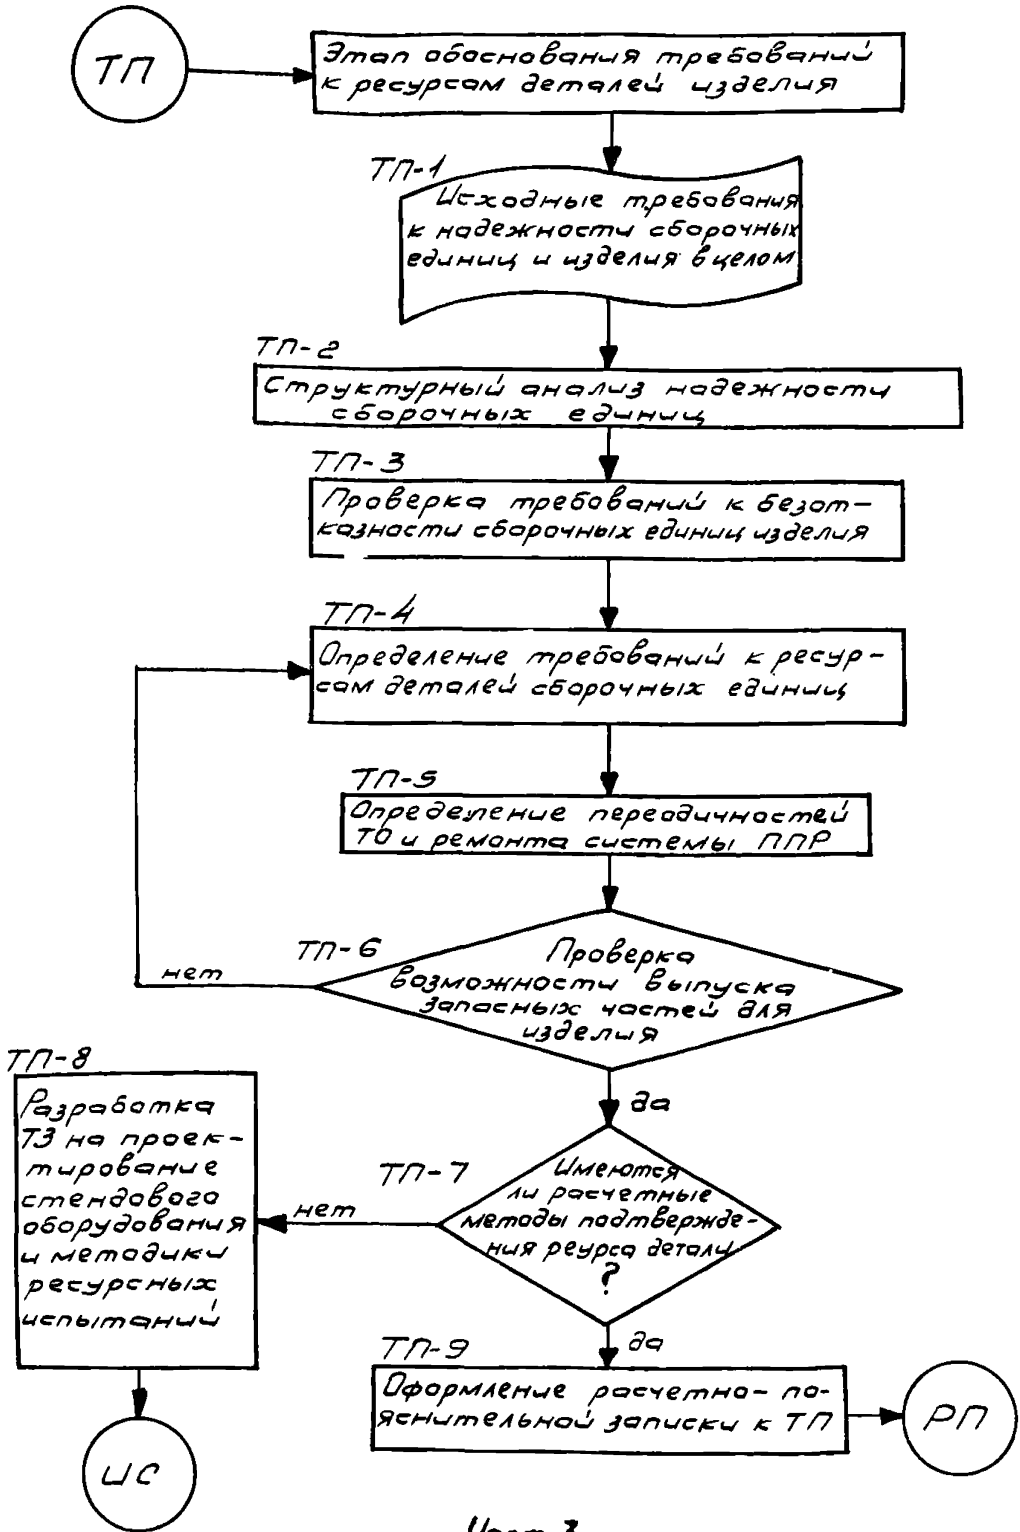 ТП
Этап обоснования требований
к ресурсам деталей изделия
ТП-1
Исходные требования
к надежности сборочных
единиц и изделия в целом
ТП-2
Структурный анализ надежности
сборочных единиц
ТП-3
Проверка требований к безот-
казности сборочных единиц изделия
ТП-4
Определение требований к ресур-
сам деталей сборочных единиц
ТП-5
Определение переодичностей
ТО и ремонта системы ППР
ТП-6
Проверка
возможности выпуска
запасных частей для
изделия
нет
да
ТП-7
Имеются
ли расчетные
методы подтвержде-
ния реурса детали
?
нет
ТП-8
Разработка
ТЗ на проек-
тирование
стендового
оборудования
и методики
ресурсных
испытаний
да
ТП-9
Оформление расчетно-по-
яснительной записки к ТП
РП
ИС